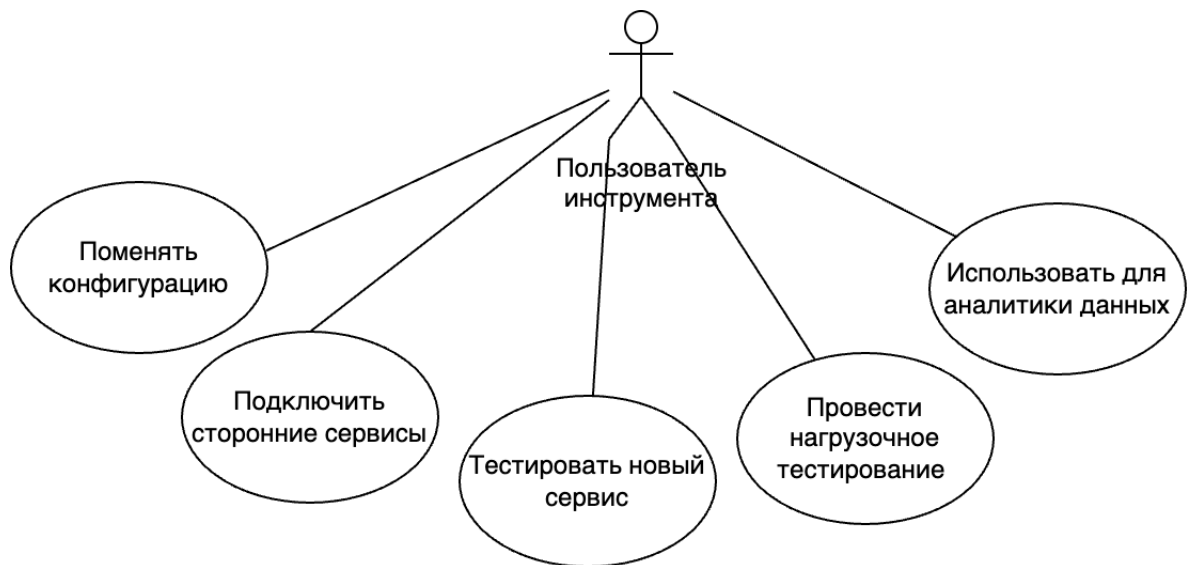 Пользователь
инструмента
Поменять
конфигурацию
Подключить
сторонние сервисы
Тестировать новый
сервис
Провести
нагрузочное
тестирование
Использовать для
аналитики данных